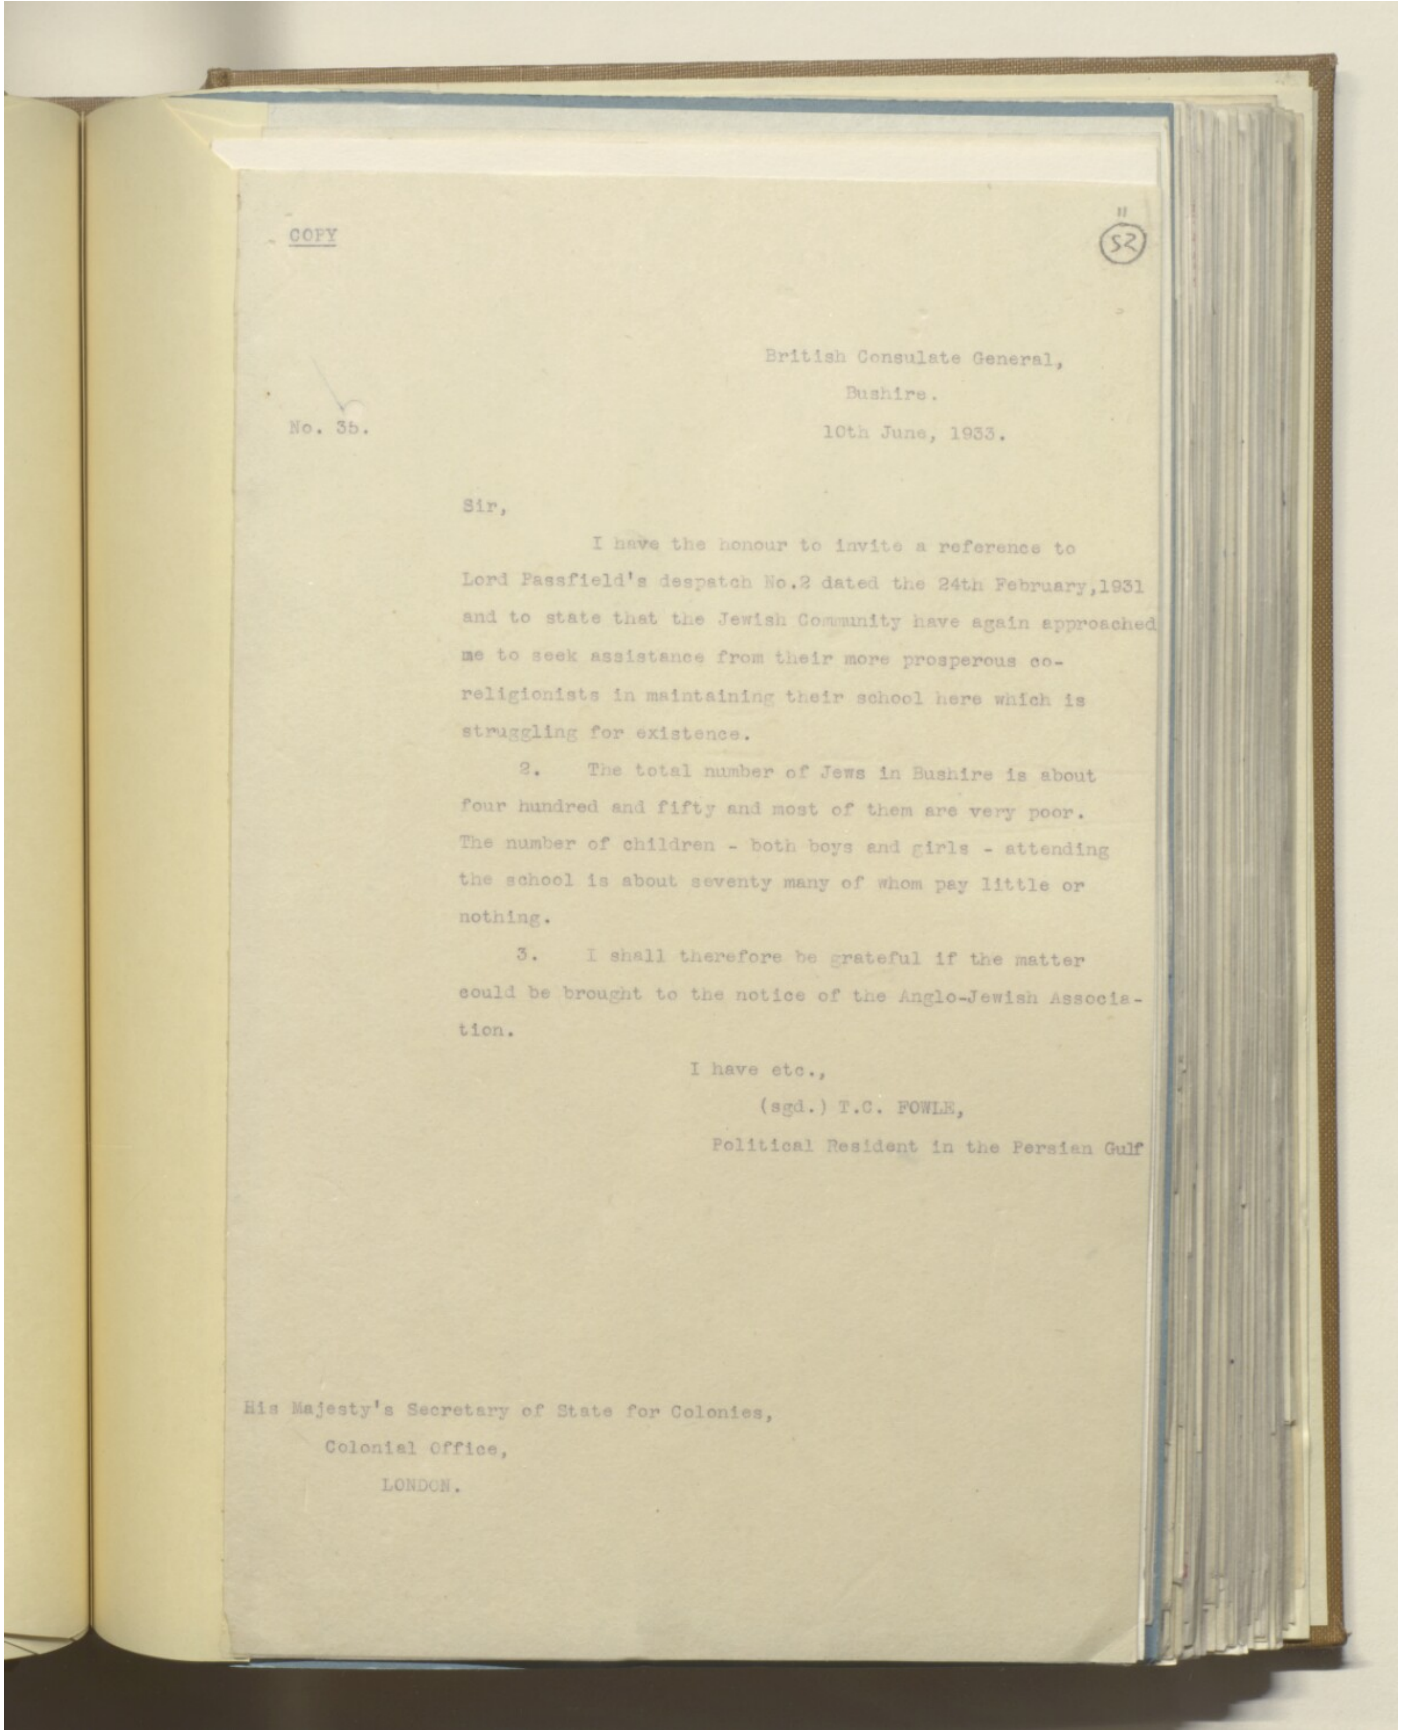 COPY
"
52
British Consulate General,
Bushire.
No. 35.
10th June, 1933.
Sir,
I have the honour to invite a reference to
Lord Passfield's despatch No.2 dated the 24th February,1931
and to state that the Jewish Community have again approached
me to seek assistance from their more prosperous co-
religionists in maintaining their school here which is
struggling for existence.
2. The total number of Jews in Bushire is about
four hundred and fifty and most of them are very poor.
The number of children - both boys and girls - attending
the school is about seventy many of whom pay little or
nothing.
3. I shall therefore be grateful if the matter
could be brought to the notice of the Anglo-Jewish Associa-
tion.
I have etc.,
(sgd.) T.C. FOWLE,
Political Resident in the Persian Gulf
His Majesty's Secretary of State for Colonies,
Colonial Office,
LONDON.